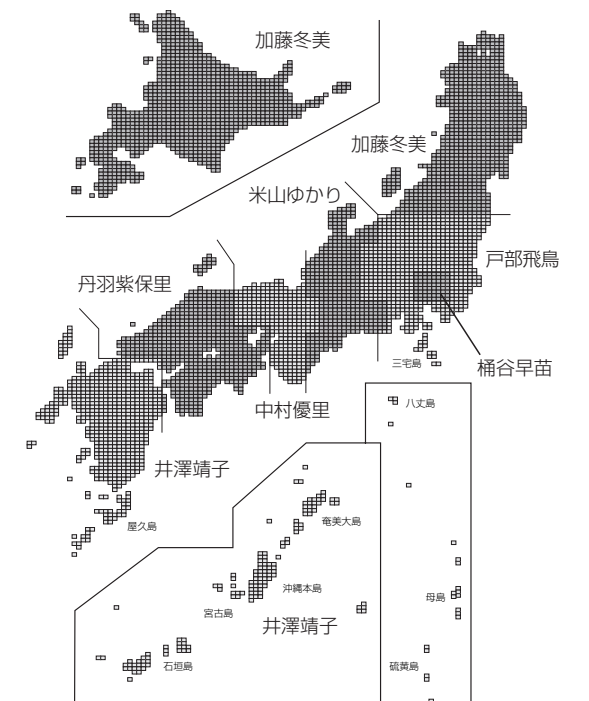 加藤冬美
加藤冬美
米山ゆかり
戸部飛鳥
丹羽紫保里
三宅島
桶谷早苗
八丈島
中村優里
井澤靖子
奄美大島
屋久島
沖縄本島
母島
宮古島
井澤靖子
石垣島
硫黄島